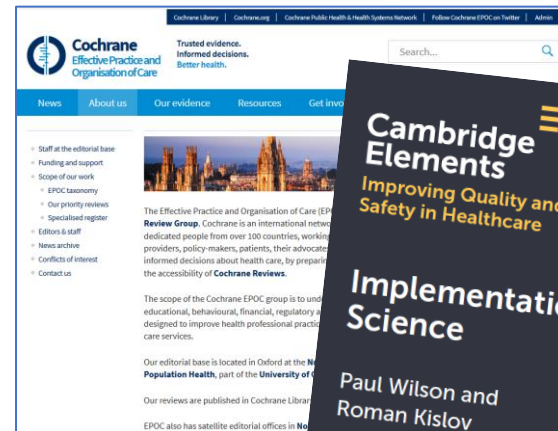 Cochrane Library | Cochrane.org | Cochrane Public Health & Health Systems Network | Follow Cochrane EPOC on Twitter | Admin
Cochrane
Effective Practice and
Organisation of Care
Trusted evidence.
Informed decisions.
Better health.
Search...
News About us Our evidence Resources Get invo
Staff at the editorial base
Funding and support
Scope of our work
EPOC taxonomy
Our priority reviews
Specialised register
Editors & staff
News archive
Conflicts of interest
Contact us
The Effective Practice and Organisation of Care (EPO
Review Group. Cochrane is an international networ
dedicated people from over 100 countries, working
providers, policy-makers, patients, their advocates
informed decisions about health care, by preparin
the accessibility of Cochrane Reviews.
The scope of the Cochrane EPOC group is to und
educational, behavioural, financial, regulatory a
designed to improve health professional practic
care services.
Our editorial base is located in Oxford at the N
Population Health, part of the University of
Our reviews are published in Cochrane Librar
EPOC also has satellite editorial offices in No
Cambridge
Elements
Improving Quality and
Safety in Healthcare
Implementatio
Science
Paul Wilson and
Roman Kislov